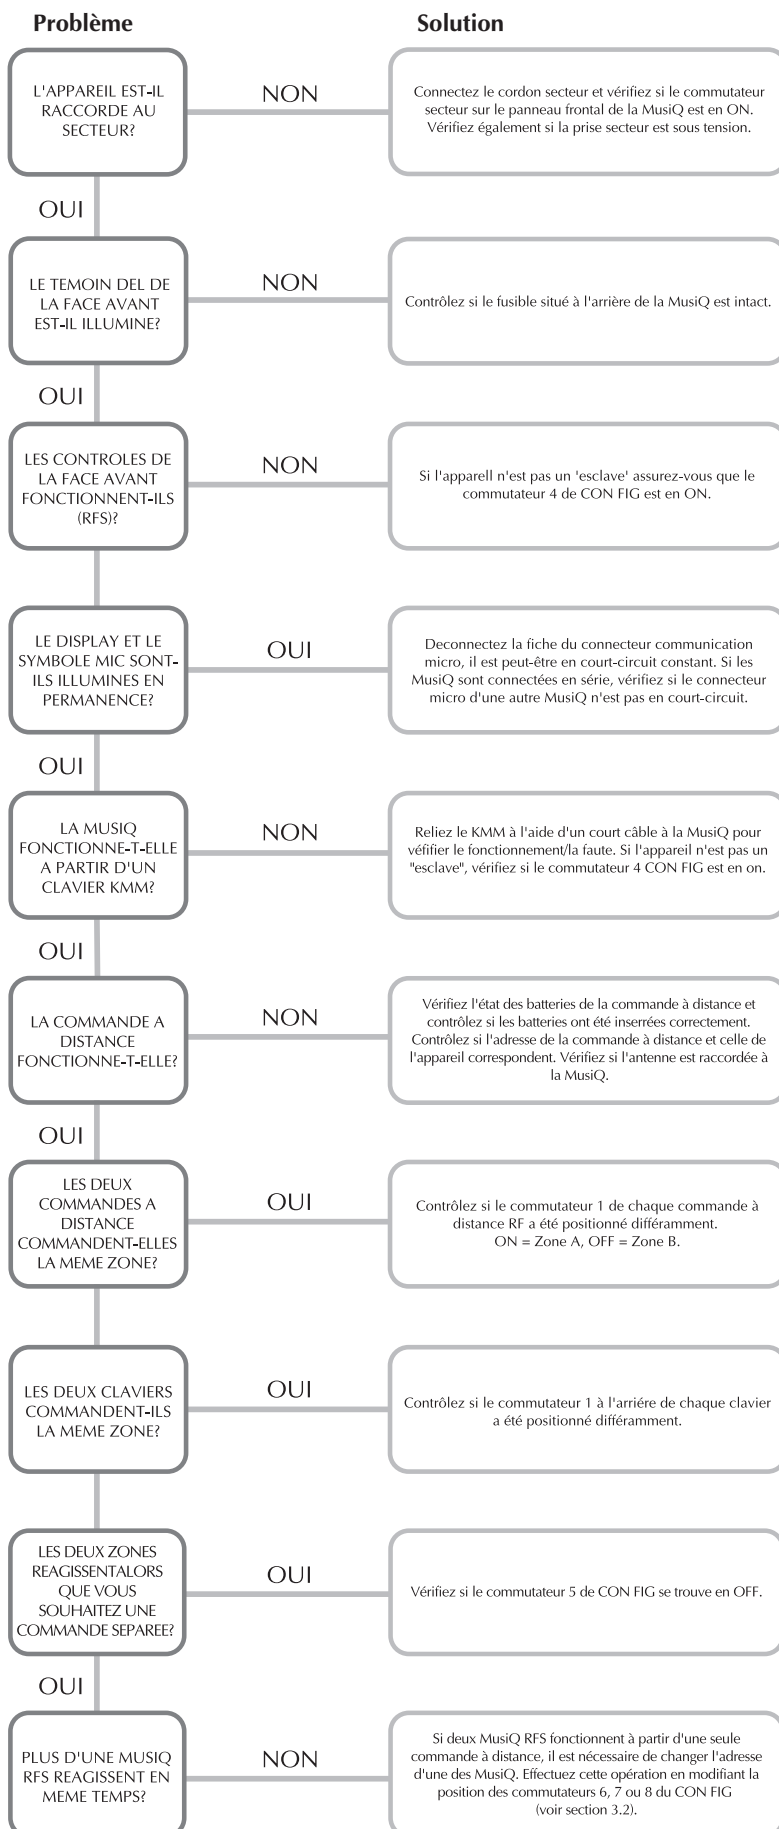 Problème
Solution
L'APPAREIL EST-IL
RACCORDE AU
SECTEUR?
NON
Connectez le cordon secteur et vérifiez si le commutateur
secteur sur le panneau frontal de la MusiQ est en ON.
Vérifiez également si la prise secteur est sous tension.
OUI
LE TEMOIN DEL DE
LA FACE AVANT
EST-IL ILLUMINE?
NON
Contrôlez si le fusible situé à l'arrière de la MusiQ est intact.
OUI
LES CONTROLES DE
LA FACE AVANT
FONCTIONNENT-ILS
(RFS)?
NON
Si l'apparell n'est pas un 'esclave' assurez-vous que le
commutateur 4 de CON FIG est en ON.
LE DISPLAY ET LE
SYMBOLE MIC SONT-
ILS ILLUMINES EN
PERMANENCE?
OUI
Deconnectez la fiche du connecteur communication
micro, il est peut-être en court-circuit constant. Si les
MusiQ sont connectées en série, vérifiez si le connecteur
micro d'une autre MusiQ n'est pas en court-circuit.
OUI
LA MUSIQ
FONCTIONNE-T-ELLE
A PARTIR D'UN
CLAVIER KMM?
NON
Reliez le KMM à l'aide d'un court câble à la MusiQ pour
véfifier le fonctionnement/la faute. Si l'appareil n'est pas un
"esclave", vérifiez si le commutateur 4 CON FIG est en on.
OUI
LA COMMANDE A
DISTANCE
FONCTIONNE-T-ELLE?
NON
Vérifiez l'état des batteries de la commande à distance et
contrôlez si les batteries ont été inserrées correctement.
Contrôlez si l'adresse de la commande à distance et celle de
l'appareil correspondent. Vérifiez si l'antenne est raccordée à
la MusiQ.
OUI
LES DEUX
COMMANDES A
DISTANCE
COMMANDENT-ELLES
LA MEME ZONE?
OUI
Contrôlez si le commutateur 1 de chaque commande à
distance RF a été positionné différamment.
ON = Zone A, OFF = Zone B.
LES DEUX CLAVIERS
COMMANDENT-ILS
LA MEME ZONE?
OUI
Contrôlez si le commutateur 1 à l'arriére de chaque clavier
a été positionné différamment.
LES DEUX ZONES
REAGISSENTALORS
QUE VOUS
SOUHAITEZ UNE
COMMANDE SEPAREE?
OUI
Vérifiez si le commutateur 5 de CON FIG se trouve en OFF.
OUI
PLUS D'UNE MUSIQ
RFS REAGISSENT EN
MEME TEMPS?
NON
Si deux MusiQ RFS fonctionnent à partir d'une seule
commande à distance, il est nécessaire de changer l'adresse
d'une des MusiQ. Effectuez cette opération en modifiant la
position des commutateurs 6, 7 ou 8 du CON FIG
(voir section 3.2).